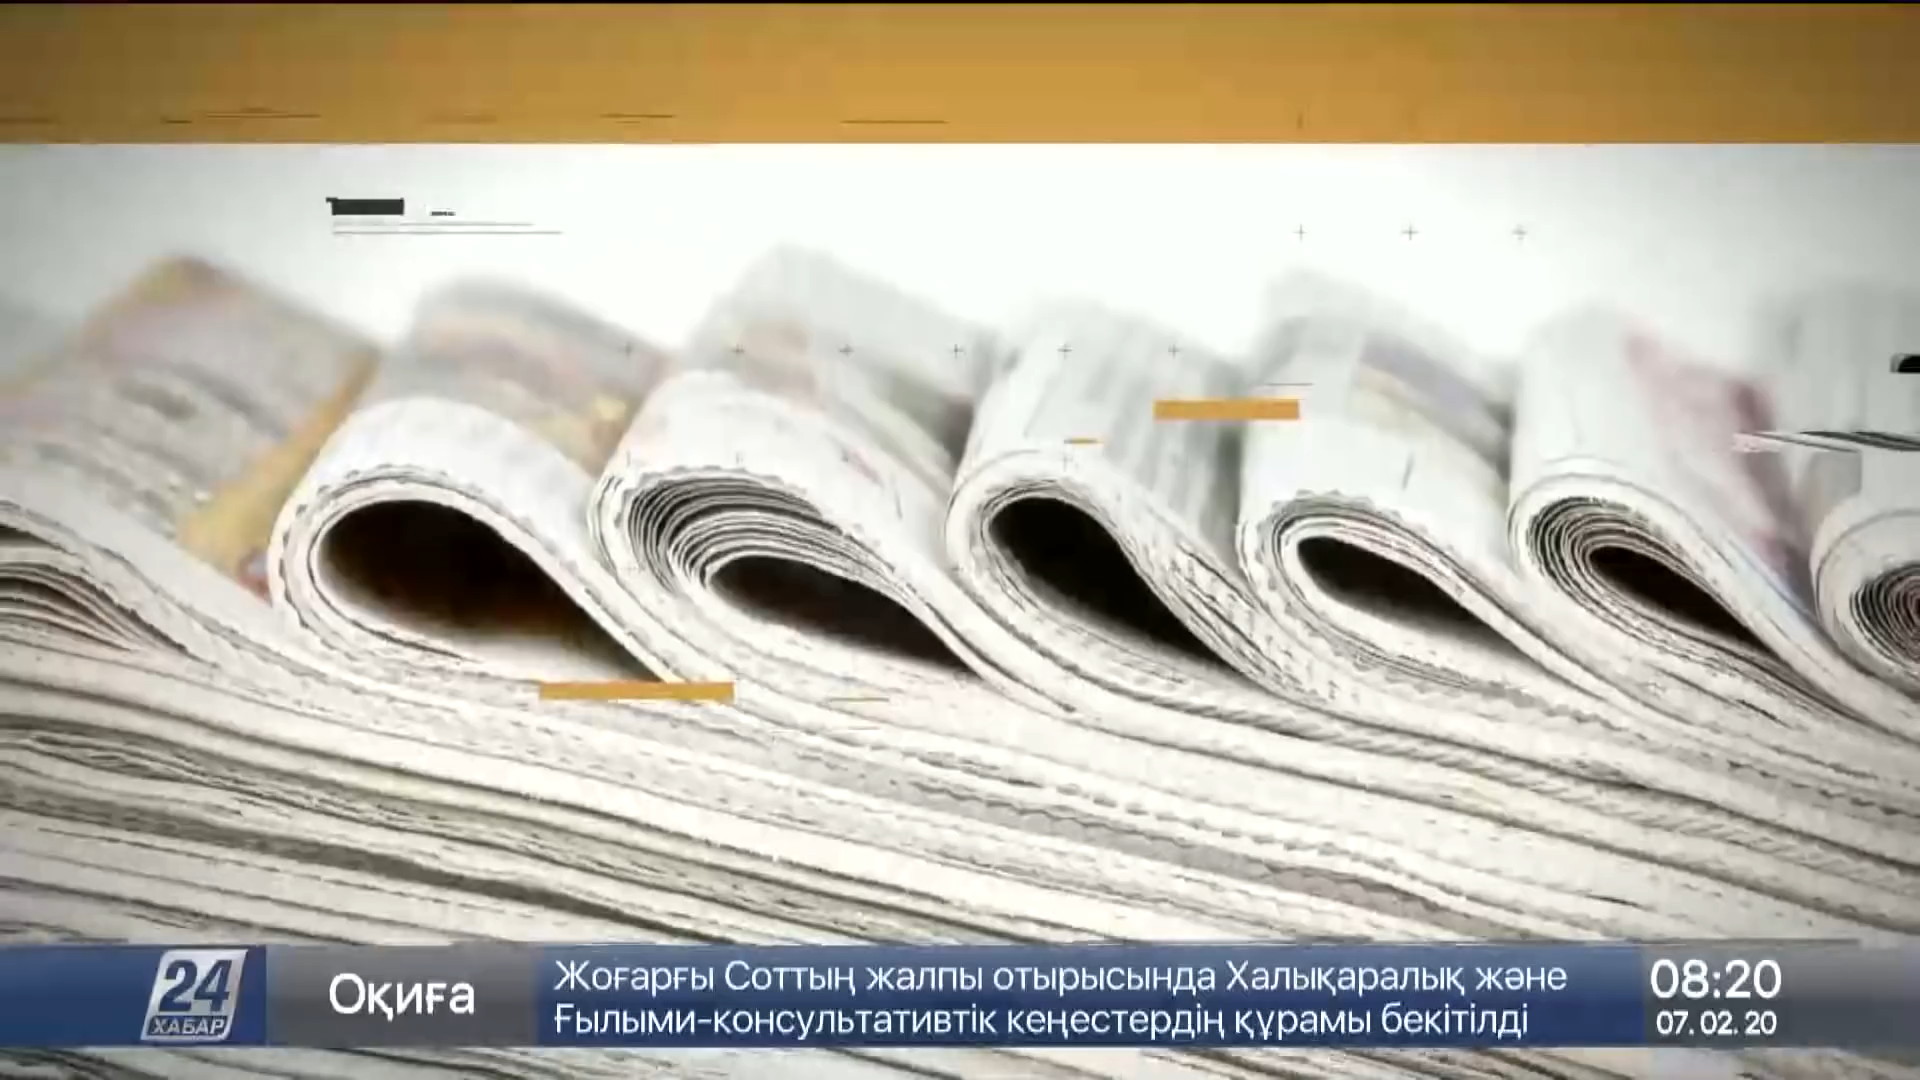 24
ХАБАР
Оқиға
Жоғарғы Соттың жалпы отырысында Халықаралық және
Ғылыми-консультативтік кеңестердің құрамы бекітілді
08:20
07. 02. 20